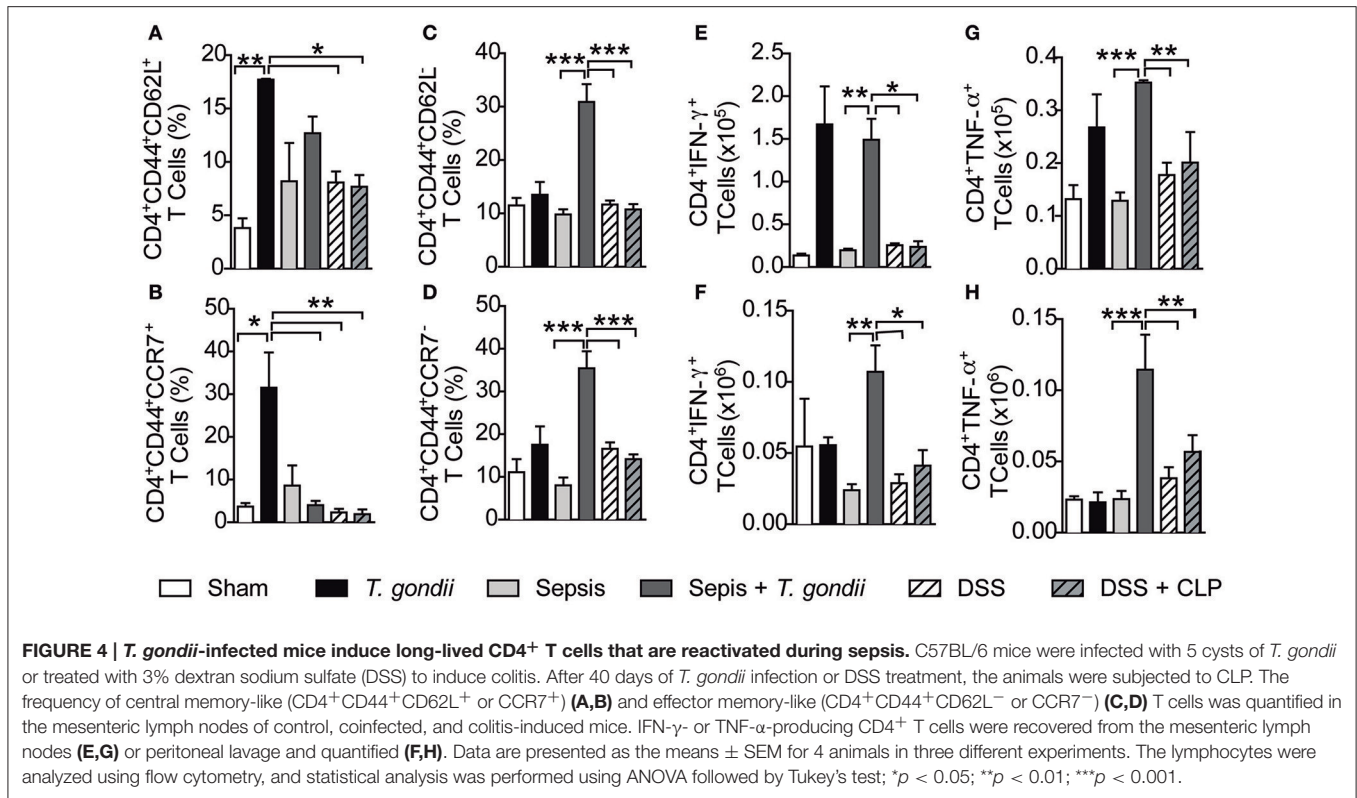 A
CD4+CD44+CD62L+
T Cells (%)
20
15
10
5
0
**
*
B
CD4+CD44+CCR7+
T Cells (%)
50
40
30
20
10
0
*
**
C
CD4+CD44+CD62L-
T Cells (%)
40
30
20
10
0
***
***
D
CD4+CD44+CCR7-
T Cells (%)
50
40
30
20
10
0
***
***
E
CD4+IFN-γ+
TCells (x10^5)
2.5
2.0
1.5
1.0
0.5
0.0
**
*
F
CD4+IFN-γ+
TCells (x10^6)
0.15
0.10
0.05
0.00
**
*
G
CD4+TNF-α+
TCells (x10^5)
0.4
0.3
0.2
0.1
0.0
***
**
H
CD4+TNF-α+
TCells (x10^6)
0.15
0.10
0.05
0.00
***
**
Sham T. gondii Sepsis Sepis + T. gondii DSS DSS + CLP
FIGURE 4 | T. gondii-infected mice induce long-lived CD4+ T cells that are reactivated during sepsis. C57BL/6 mice were infected with 5 cysts of T. gondii
or treated with 3% dextran sodium sulfate (DSS) to induce colitis. After 40 days of T. gondii infection or DSS treatment, the animals were subjected to CLP. The
frequency of central memory-like (CD4+CD44+CD62L+ or CCR7+) (A,B) and effector memory-like (CD4+CD44+CD62L− or CCR7−) (C,D) T cells was quantified in
the mesenteric lymph nodes of control, coinfected, and colitis-induced mice. IFN-γ- or TNF-α-producing CD4+ T cells were recovered from the mesenteric lymph
nodes (E,G) or peritoneal lavage and quantified (F,H). Data are presented as the means ± SEM for 4 animals in three different experiments. The lymphocytes were
analyzed using flow cytometry, and statistical analysis was performed using ANOVA followed by Tukey's test; *p < 0.05; **p < 0.01; ***p < 0.001.